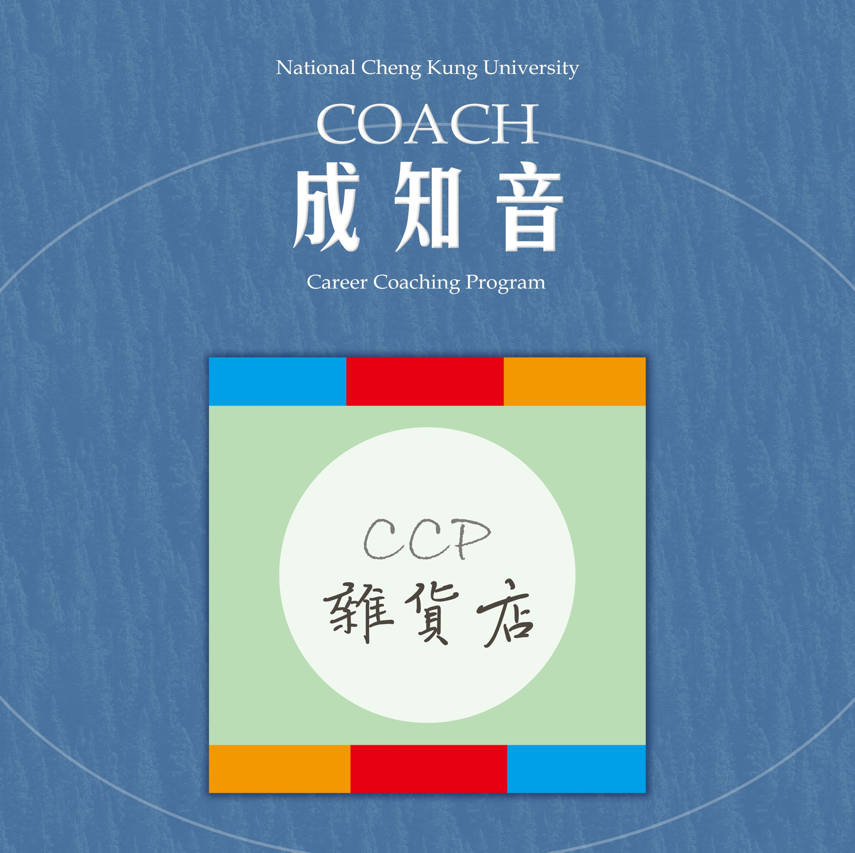 National Cheng Kung University
COACH
成知音
Career Coaching Program
CCP
雜貨店